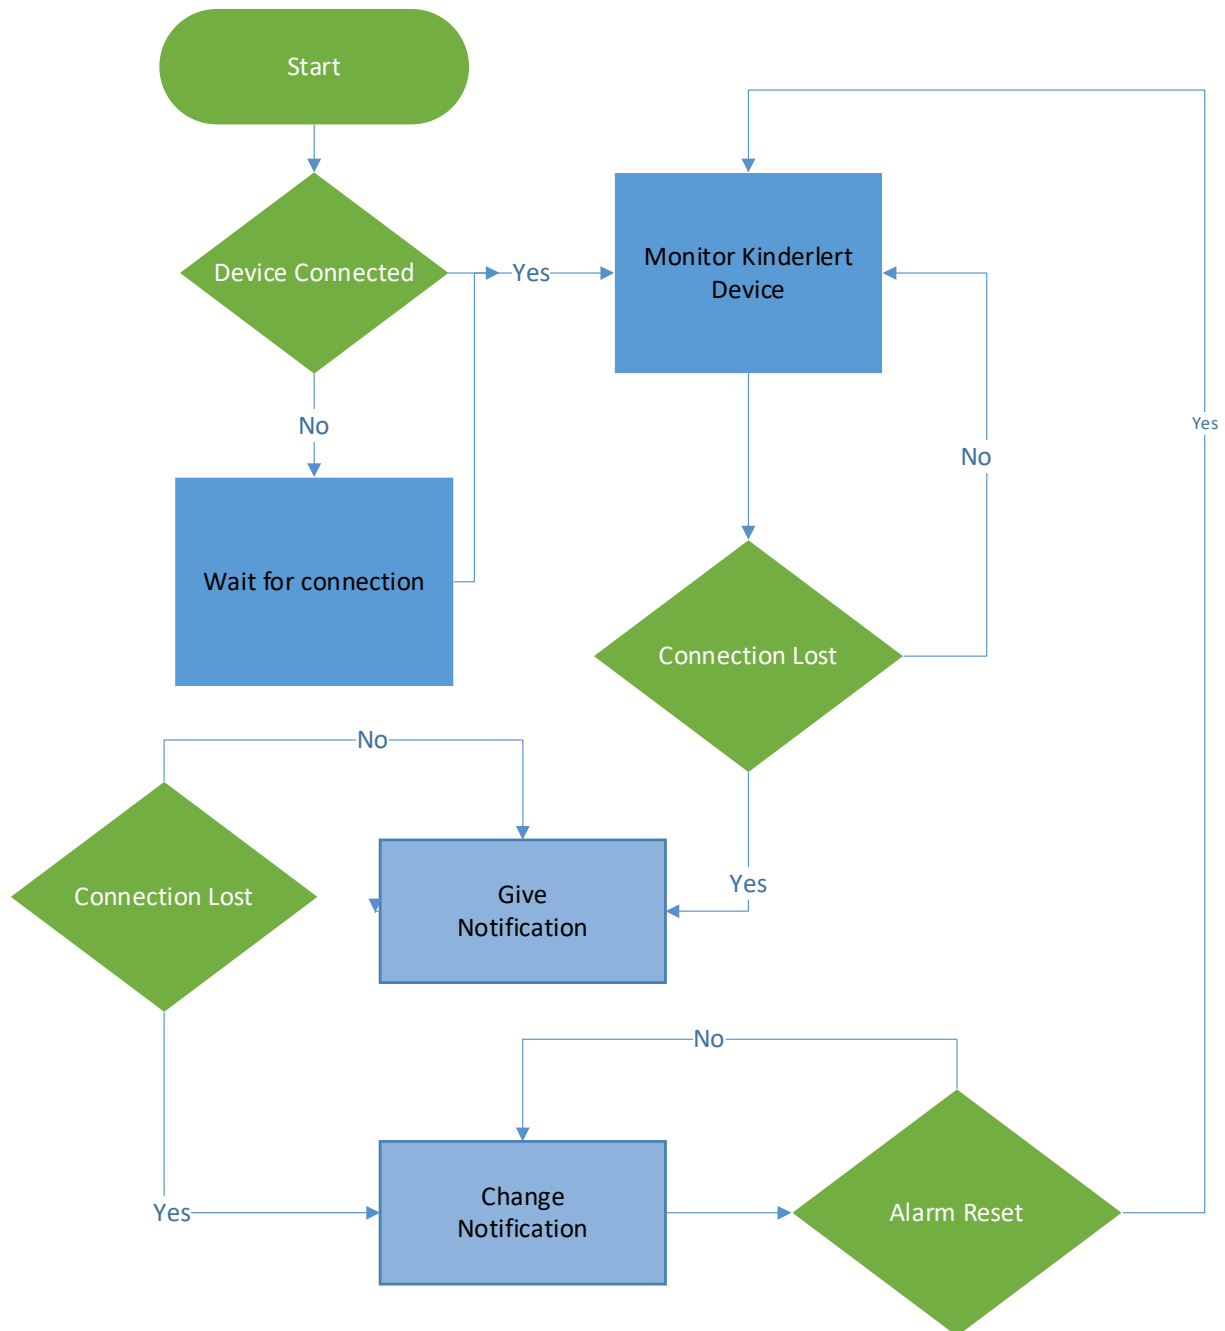 Start
Device Connected
Yes
Monitor Kinderlert
Device
No
Yes
No
Wait for connection
Connection Lost
No
Connection Lost
Give
Notification
Yes
No
Yes
Change
Notification
Alarm Reset